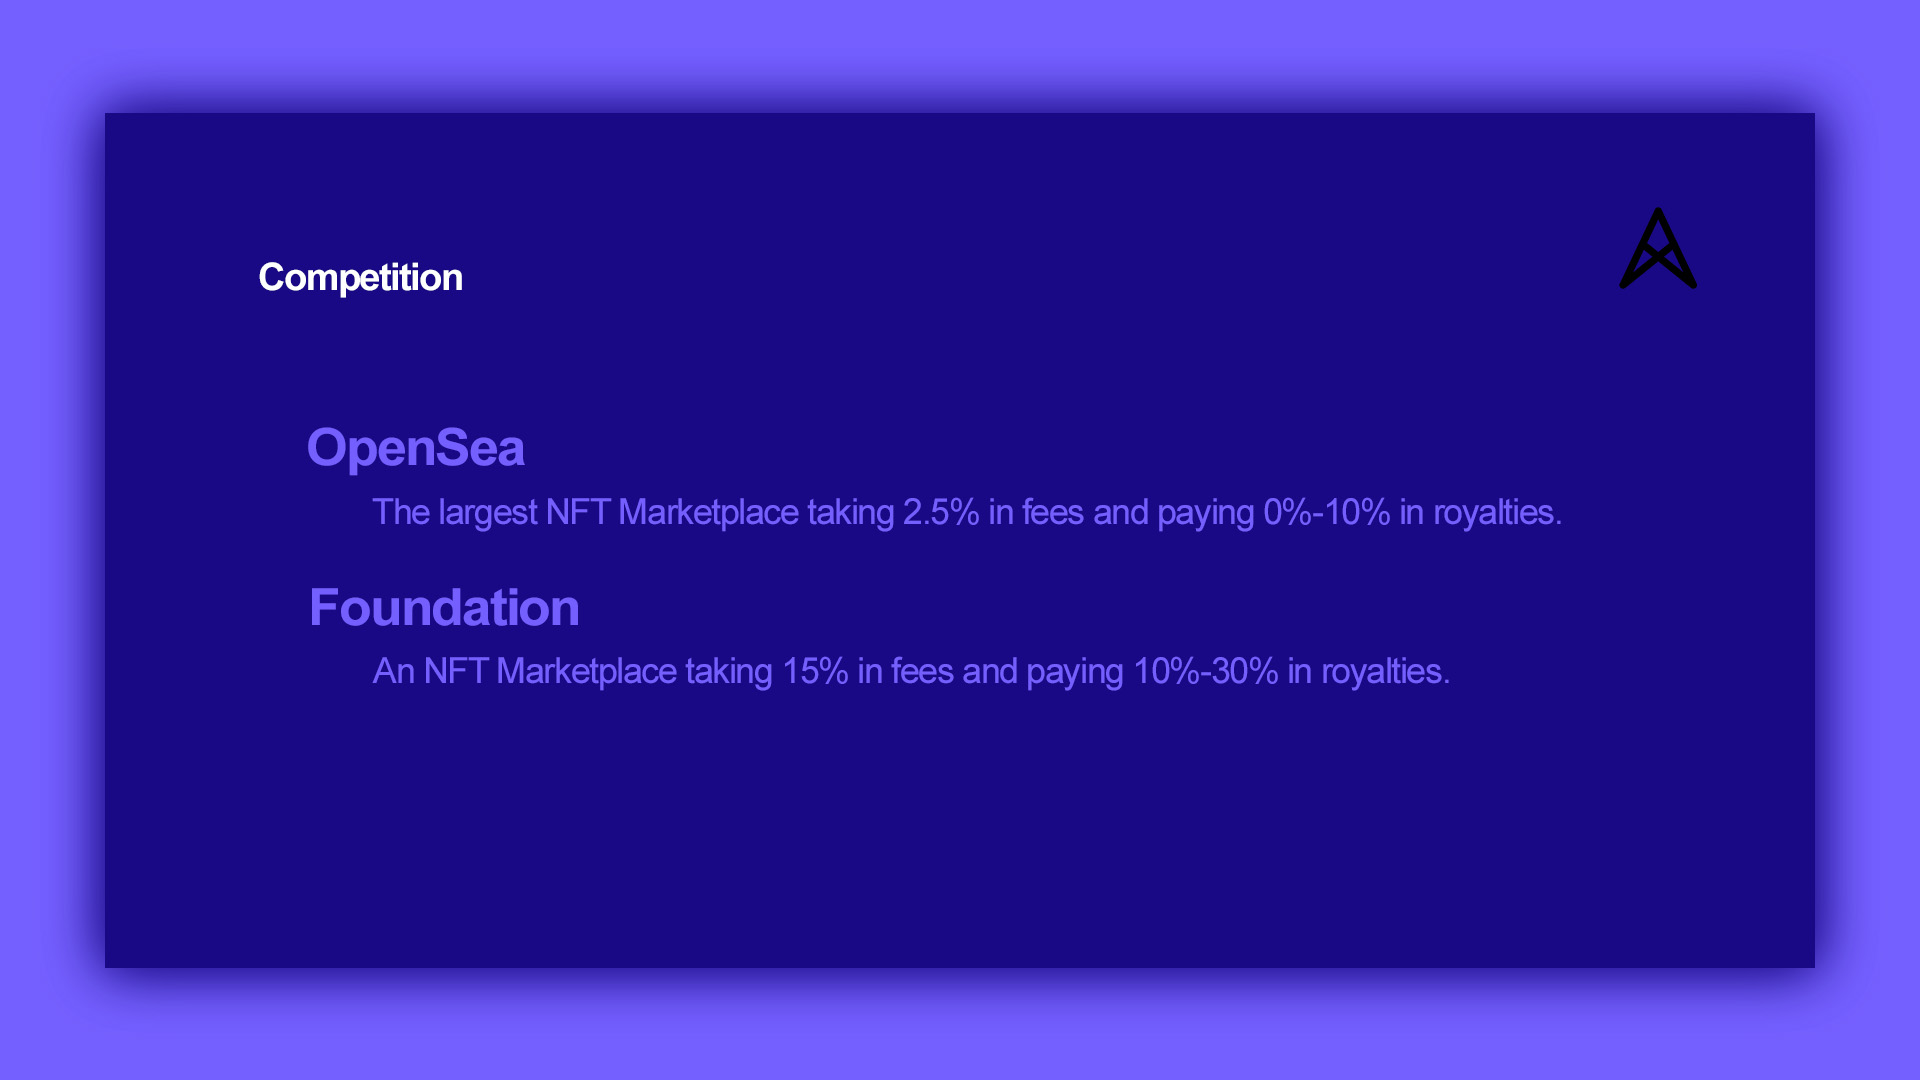 Competition
OpenSea
The largest NFT Marketplace taking 2.5% in fees and paying 0%-10% in royalties.
Foundation
An NFT Marketplace taking 15% in fees and paying 10%-30% in royalties.